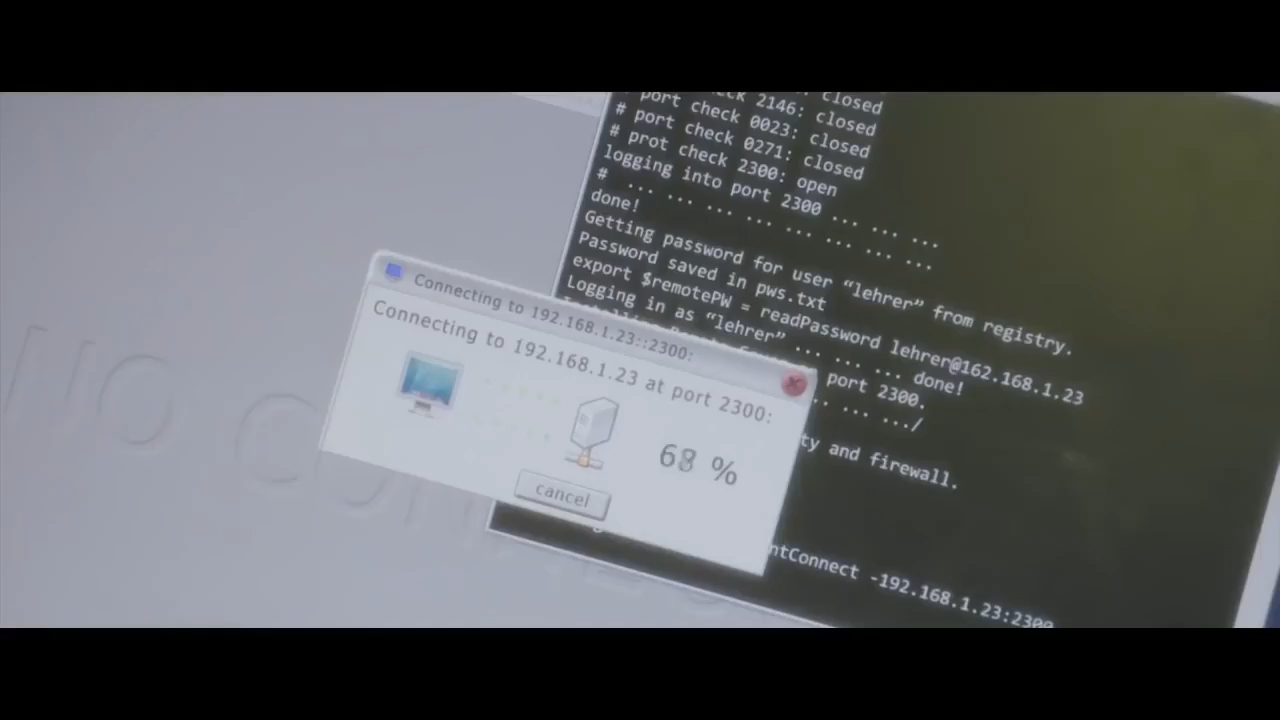 closed
2146: closed
# port check 0023: closed
# port check 0271: closed
# prot check 2300: open
logging into port 2300
# ... ... ... ... ... ... ... ...
done!
Getting password for user “lehrer” from registry.
Password saved in pws.txt
export $remotePW = readPassword lehrer@162.168.1.23
Logging in as “lehrer” ... ... ... done!
port 2300.
.. ... .../
ty and firewall.
ntConnect -192.168.1.23:2300
Connecting to 192.168.1.23::2300:
Connecting to 192.168.1.23 at port 2300:
68 %
cancel